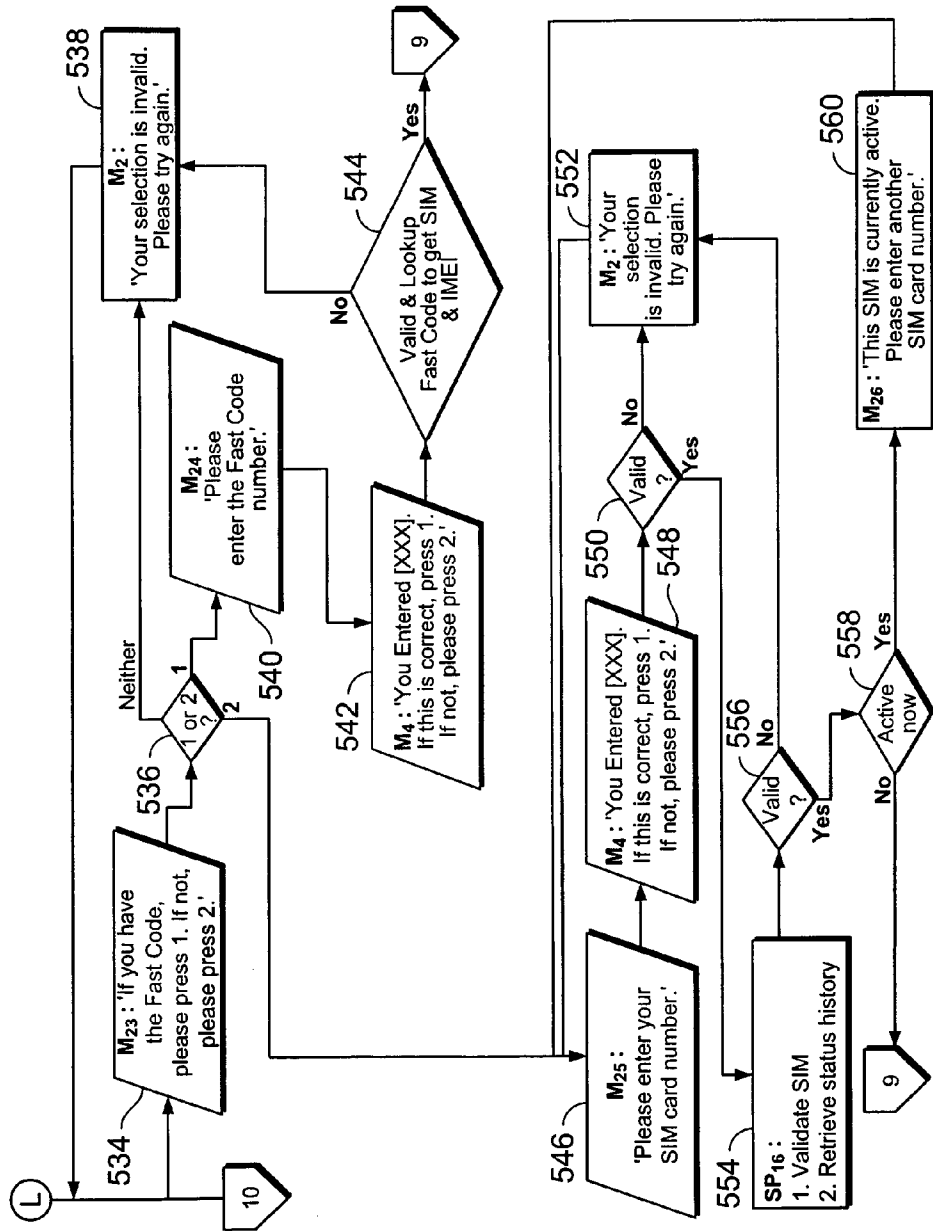 L
10
534
M23 : 'If you have
the Fast Code,
please press 1. If not,
please press 2.'
536
1 or 2
?
Neither
1
2
538
M2 :
'Your selection is invalid.
Please try again.'
540
M24 :
'Please
enter the Fast Code
number.'
542
M4 : 'You Entered [XXX].
If this is correct, press 1.
If not, please press 2.'
544
Valid & Lookup
Fast Code to get SIM
& IMEI
No
Yes
9
546
M25 :
'Please enter your
SIM card number.'
548
M4 : 'You Entered [XXX].
If this is correct, press 1.
If not, please press 2.'
550
Valid
?
No
Yes
552
M2 : 'Your
selection
is invalid. Please
try again.'
554
SP16 :
1. Validate SIM
2. Retrieve status history
556
Valid
?
No
Yes
558
Active
now
No
Yes
9
560
M26 : 'This SIM is currently active.
Please enter another
SIM card number.'